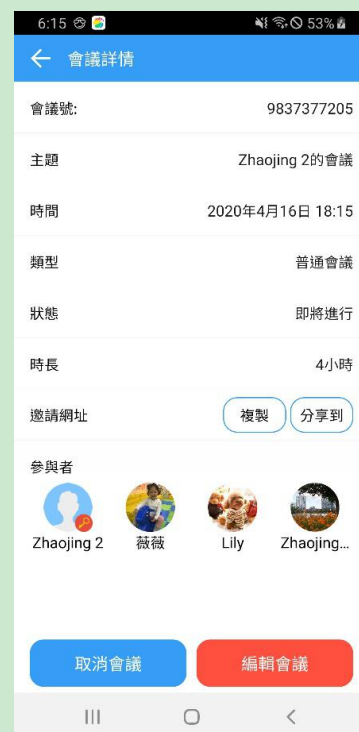 6:15 53%
會議詳情
會議號: 9837377205
主題 Zhaojing 2的會議
時間 2020年4月16日 18:15
類型 普通會議
狀態 即將進行
時長 4小時
邀請網址 複製 分享到
參與者
Zhaojing 2 薇薇 Lily Zhaojing...
取消會議 編輯會議